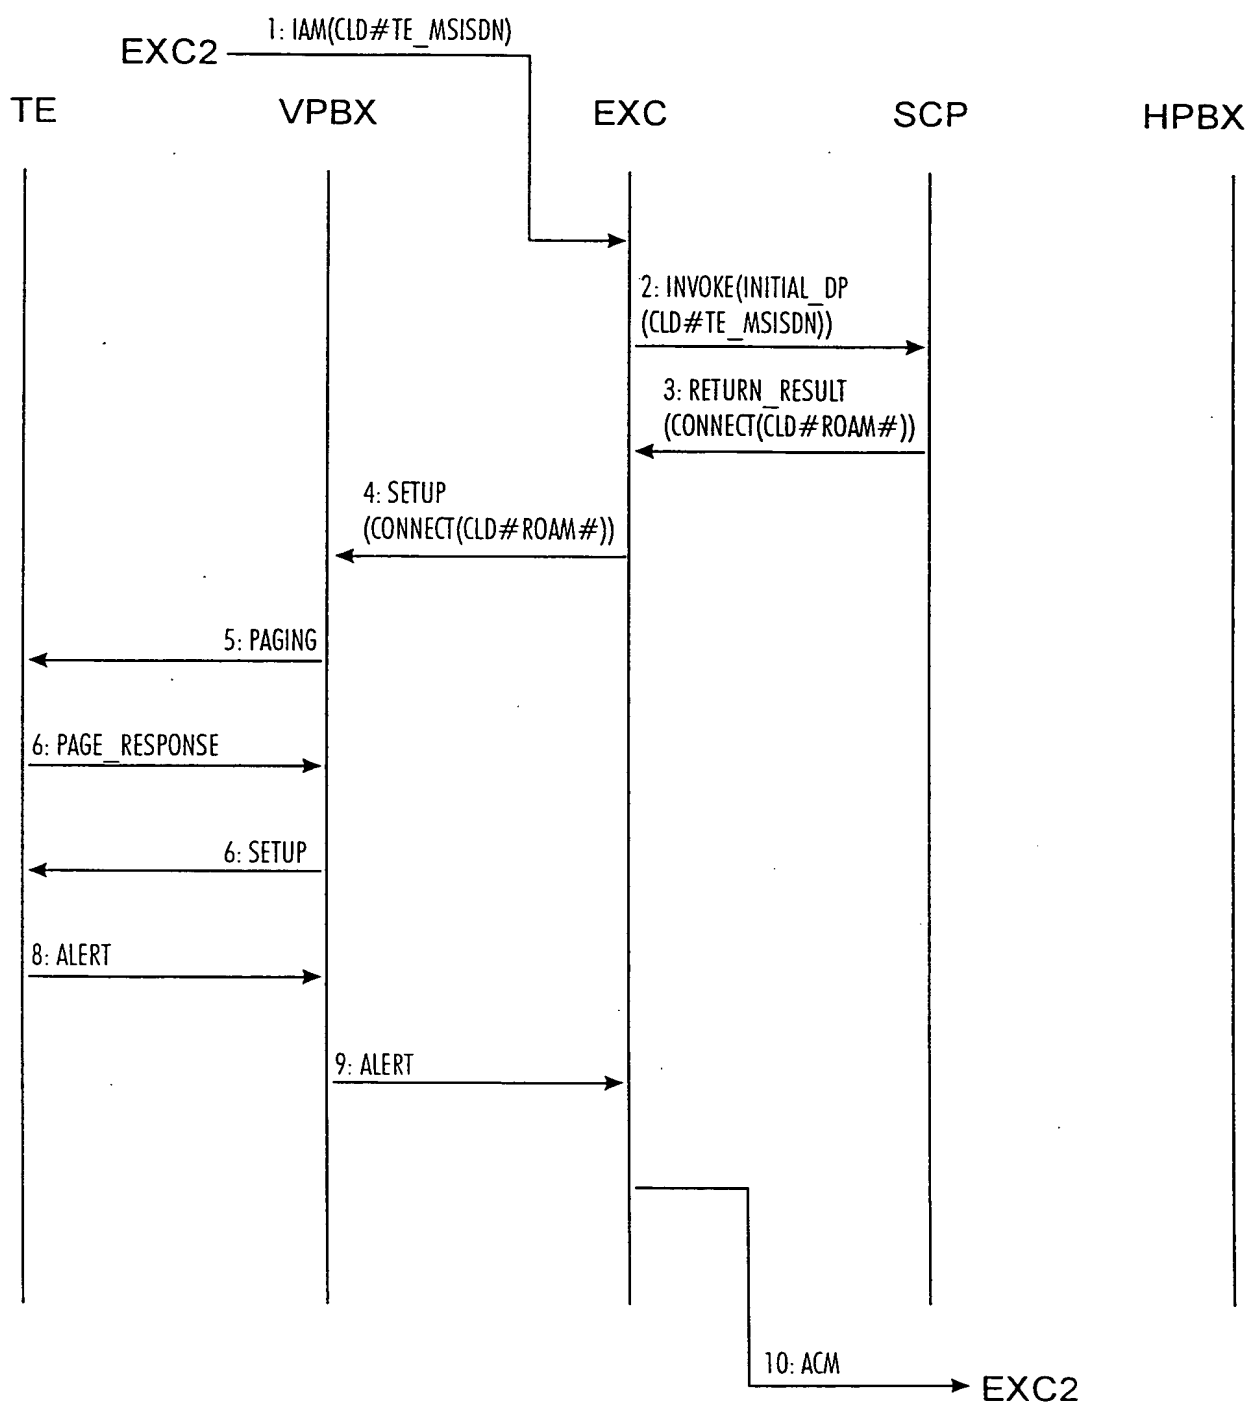 1: IAM(CLD#TE_MSISDN)
EXC2
TE
VPBX
EXC
SCP
HPBX
2: INVOKE(INITIAL_DP
(CLD#TE_MSISDN))
3: RETURN_RESULT
(CONNECT(CLD#ROAM#))
4: SETUP
(CONNECT(CLD#ROAM#))
5: PAGING
6: PAGE_RESPONSE
6: SETUP
8: ALERT
9: ALERT
10: ACM
EXC2